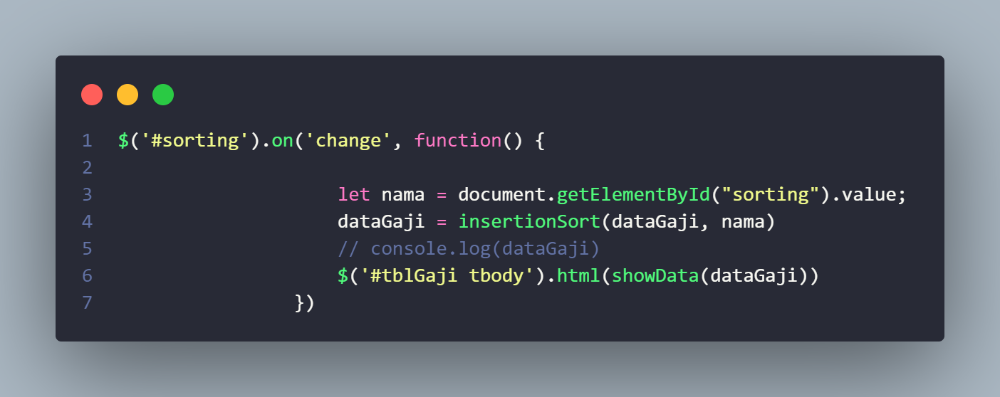 1 $('#sorting').on('change', function() {
2
3 let nama = document.getElementById("sorting").value;
4 dataGaji = insertionSort(dataGaji, nama)
5 // console.log(dataGaji)
6 $('#tblGaji tbody').html(showData(dataGaji))
7 })